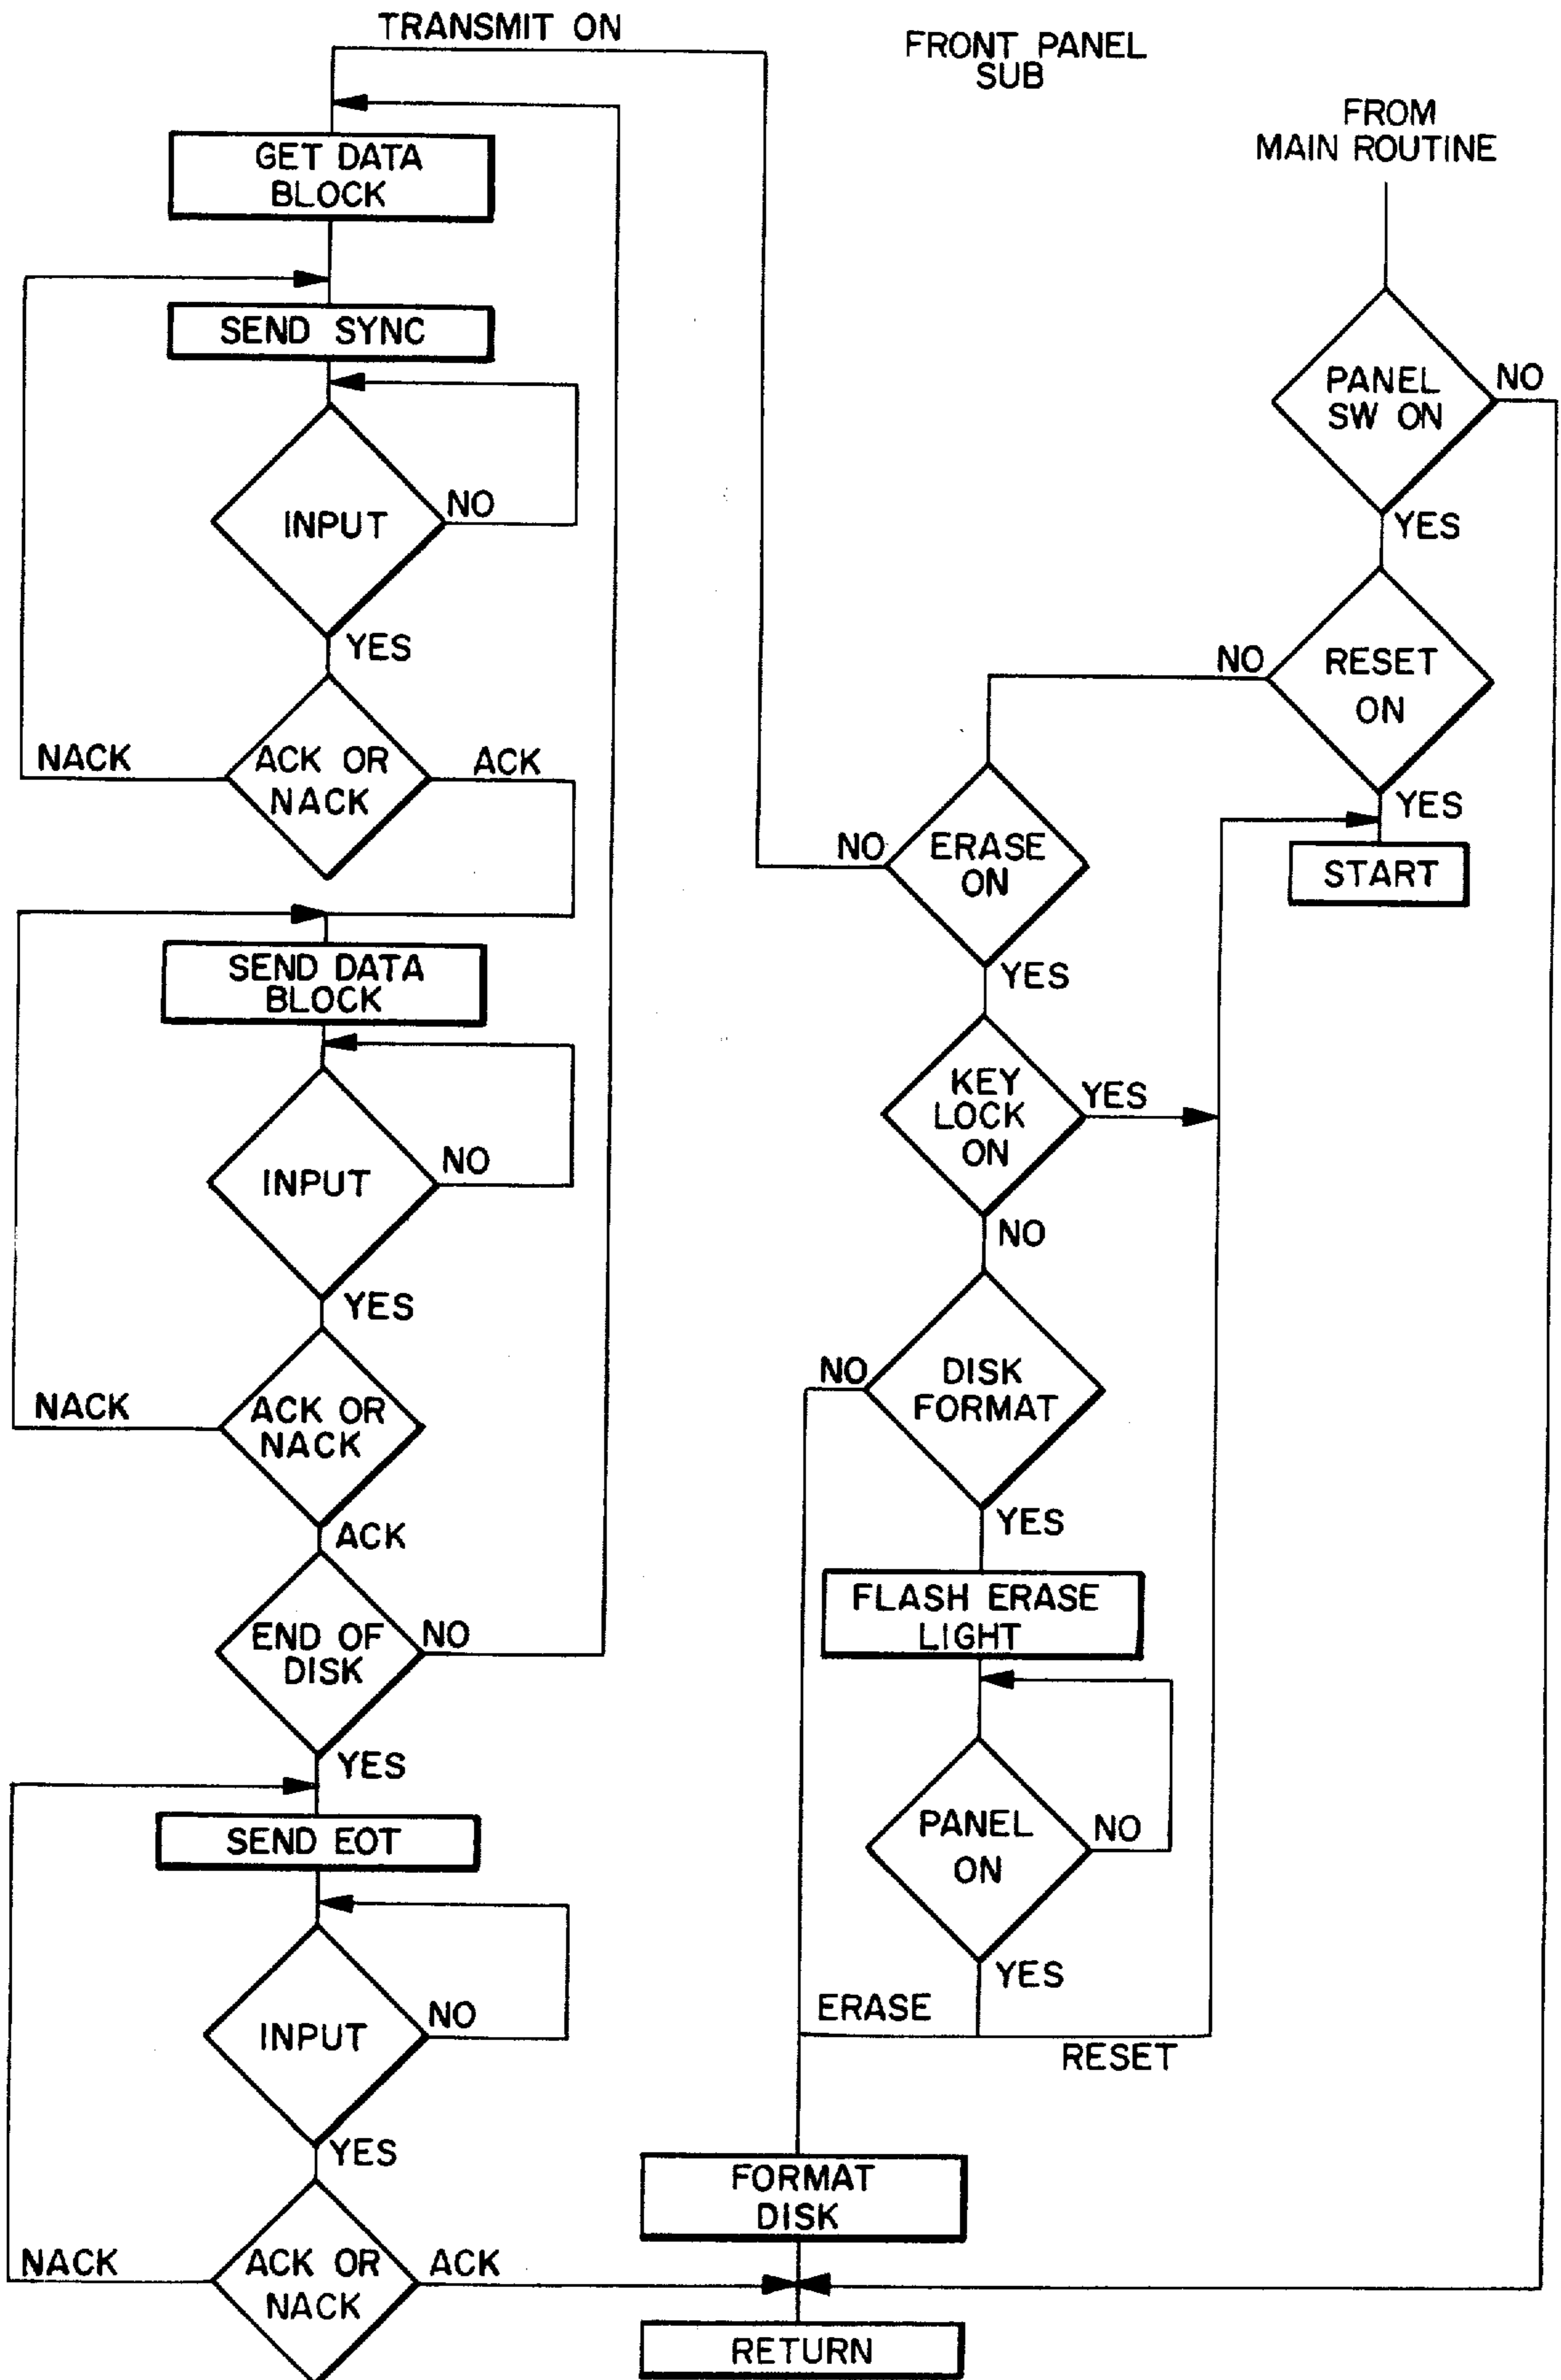 TRANSMIT ON
FRONT PANEL
SUB
FROM
MAIN ROUTINE
GET DATA
BLOCK
SEND SYNC
INPUT
NO
YES
ACK OR
NACK
NACK
ACK
SEND DATA
BLOCK
INPUT
NO
YES
ACK OR
NACK
NACK
ACK
END OF
DISK
NO
YES
SEND EOT
INPUT
NO
YES
ACK OR
NACK
NACK
ACK
PANEL
SW ON
NO
YES
RESET
ON
NO
YES
START
ERASE
ON
NO
YES
KEY
LOCK
ON
YES
NO
DISK
FORMAT
NO
YES
FLASH ERASE
LIGHT
PANEL
ON
NO
YES
ERASE
RESET
FORMAT
DISK
RETURN